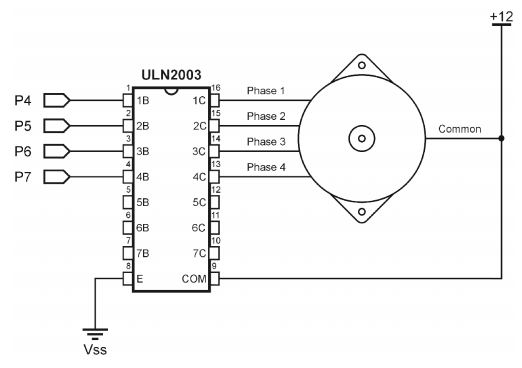 +12
ULN2003
1 16
P4 1B 1C Phase 1
2 15
P5 2B 2C Phase 2
Common
3 14
P6 3B 3C Phase 3
4 13
P7 4B 4C Phase 4
5 12
5B 5C
6 11
6B 6C
7 10
7B 7C
8 9
E COM
Vss